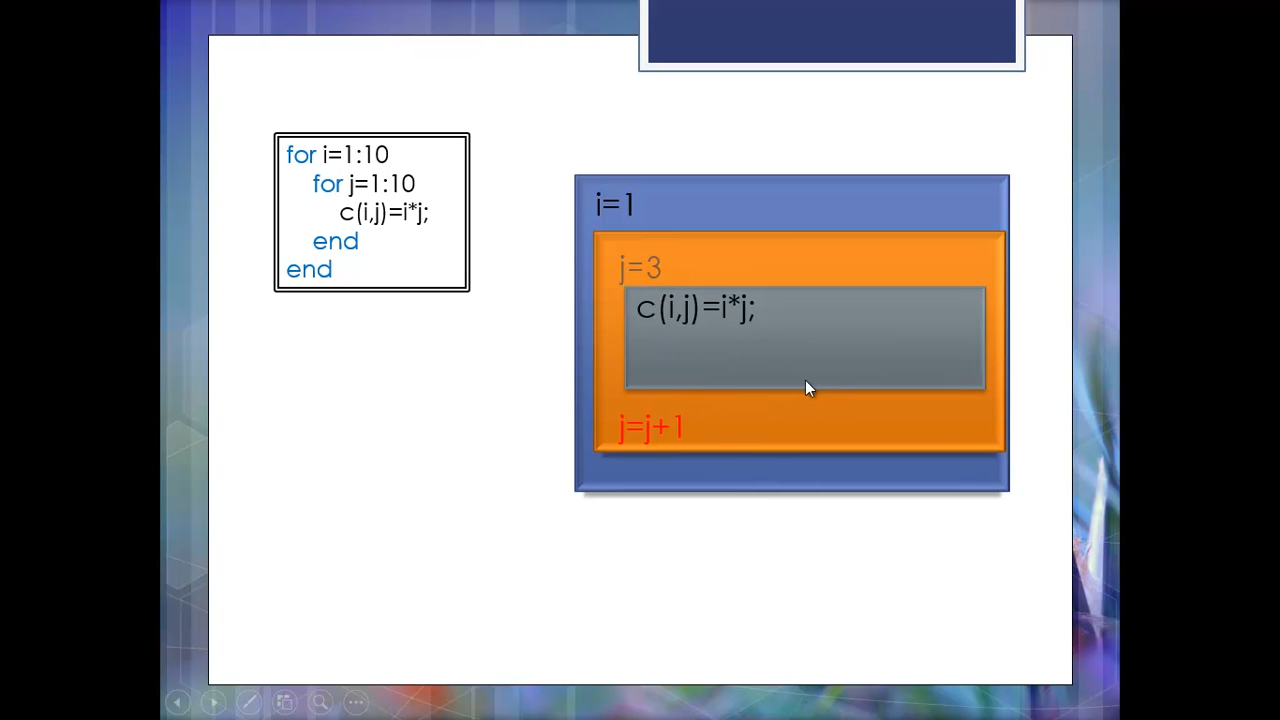 for i=1:10
for j=1:10
c(i,j)=i*j;
end
end
i=1
j=3
c(i,j)=i*j;
j=j+1